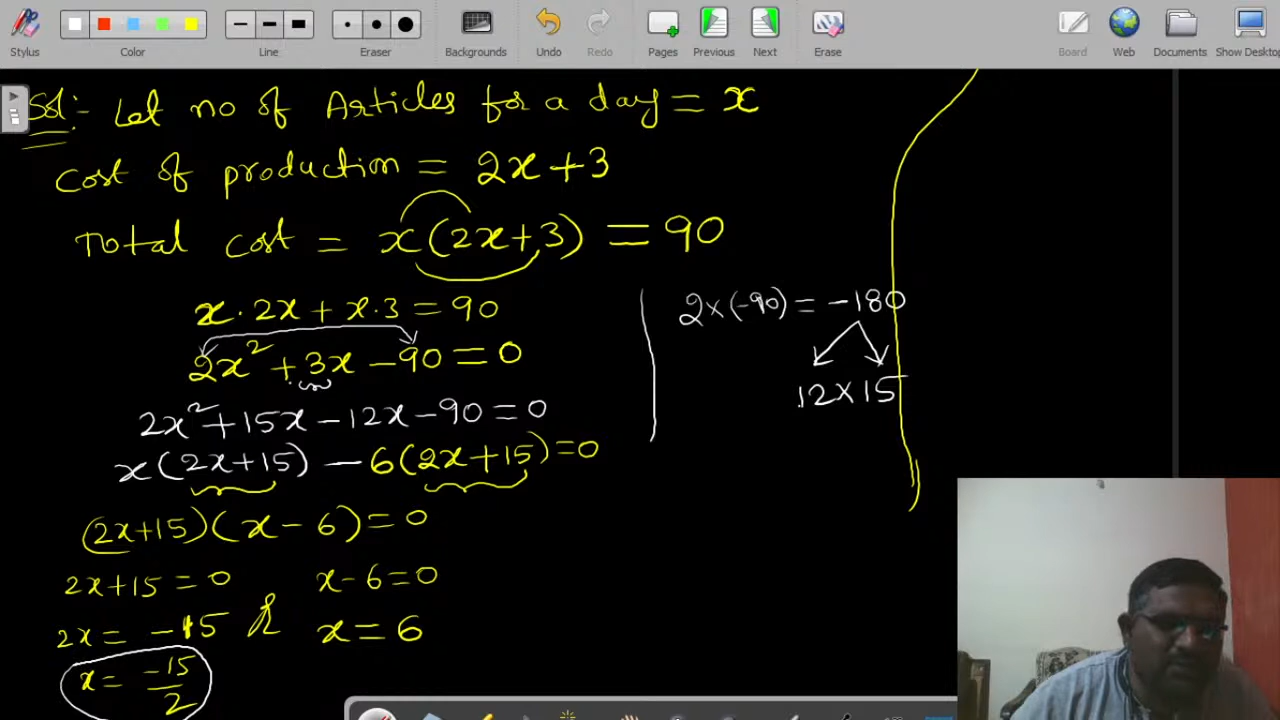 Stylus Color Line Eraser Backgrounds Undo Redo Pages Previous Next Erase Board Web Documents Show Desktop
Sol:- Let no of Articles for a day = x
Cost of production = 2x+3
Total cost = x(2x+3) = 90
x·2x + x·3 = 90
2x² + 3x - 90 = 0
2x² + 15x - 12x - 90 = 0
x(2x+15) - 6(2x+15) = 0
(2x+15)(x-6) = 0
2x+15 = 0 x-6 = 0
2x = -15 x = 6
x = -15/2
2x(-90) = -180
12x15